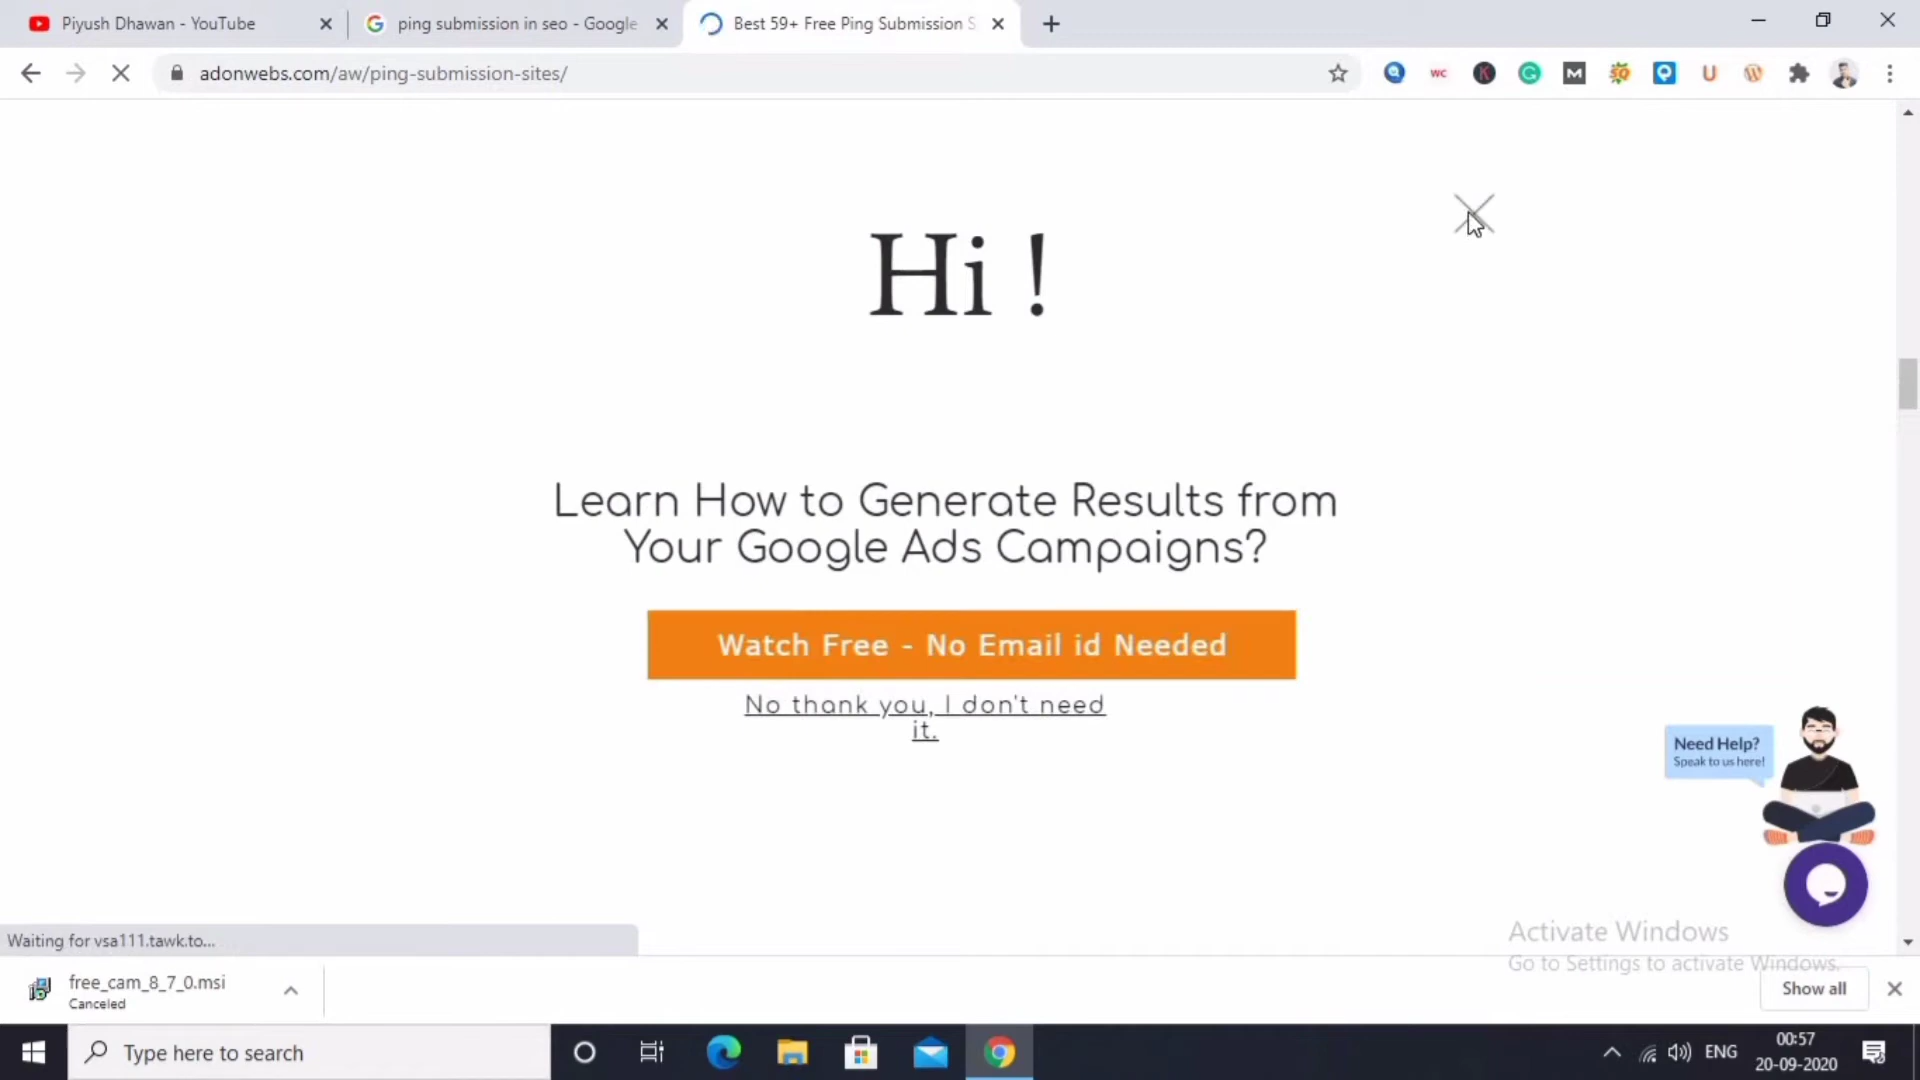 Piyush Dhawan - YouTube
ping submission in seo - Google
Best 59+ Free Ping Submission S
adonwebs.com/aw/ping-submission-sites/
Hi !
Learn How to Generate Results from
Your Google Ads Campaigns?
Watch Free - No Email id Needed
No thank you, I don't need
it.
Need Help?
Speak to us here!
Waiting for vsa111.tawk.to...
Activate Windows
Go to Settings to activate Windows.
free_cam_8_7_0.msi
Canceled
Show all
Type here to search
ENG
00:57
20-09-2020